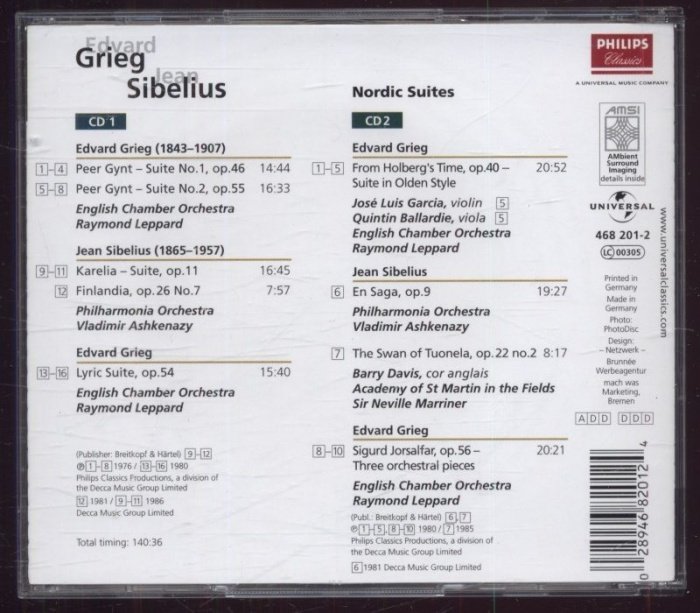 Edvard
Grieg
Jean
Sibelius
CD 1
Edvard Grieg (1843–1907)
1–4 Peer Gynt – Suite No.1, op.46 14:44
5–8 Peer Gynt – Suite No.2, op.55 16:33
English Chamber Orchestra
Raymond Leppard
Jean Sibelius (1865–1957)
9–11 Karelia – Suite, op.11 16:45
12 Finlandia, op.26 No.7 7:57
Philharmonia Orchestra
Vladimir Ashkenazy
Edvard Grieg
13–16 Lyric Suite, op.54 15:40
English Chamber Orchestra
Raymond Leppard
(Publisher: Breitkopf & Härtel) 9–12
℗ 1–8 1976 / 13–16 1980
Philips Classics Productions, a division of
the Decca Music Group Limited
12 1981 / 9–11 1986
Decca Music Group Limited
Total timing: 140:36
Nordic Suites
CD 2
Edvard Grieg
1–5 From Holberg's Time, op.40 – 20:52
Suite in Olden Style
José Luis Garcia, violin 5
Quintin Ballardie, viola 5
English Chamber Orchestra
Raymond Leppard
Jean Sibelius
6 En Saga, op.9 19:27
Philharmonia Orchestra
Vladimir Ashkenazy
7 The Swan of Tuonela, op.22 no.2 8:17
Barry Davis, cor anglais
Academy of St Martin in the Fields
Sir Neville Marriner
Edvard Grieg
8–10 Sigurd Jorsalfar, op.56 – 20:21
Three orchestral pieces
English Chamber Orchestra
Raymond Leppard
(Publ.: Breitkopf & Härtel) 6, 7
℗ 1–5, 8–10 1980 / 7 1985
Philips Classics Productions, a division of
the Decca Music Group Limited
6 1981 Decca Music Group Limited
PHILIPS
Classics
A UNIVERSAL MUSIC COMPANY
AMSI
AMbient
Surround
Imaging
details inside
UNIVERSAL
468 201-2
LC 00305
Printed in
Germany
Made in
Germany
Photo:
PhotoDisc
Design:
– Netzwerk –
Brunnée
Werbeagentur
mach was
Marketing,
Bremen
ADD DDD
www.universalclassics.com
0 28946 82012 4